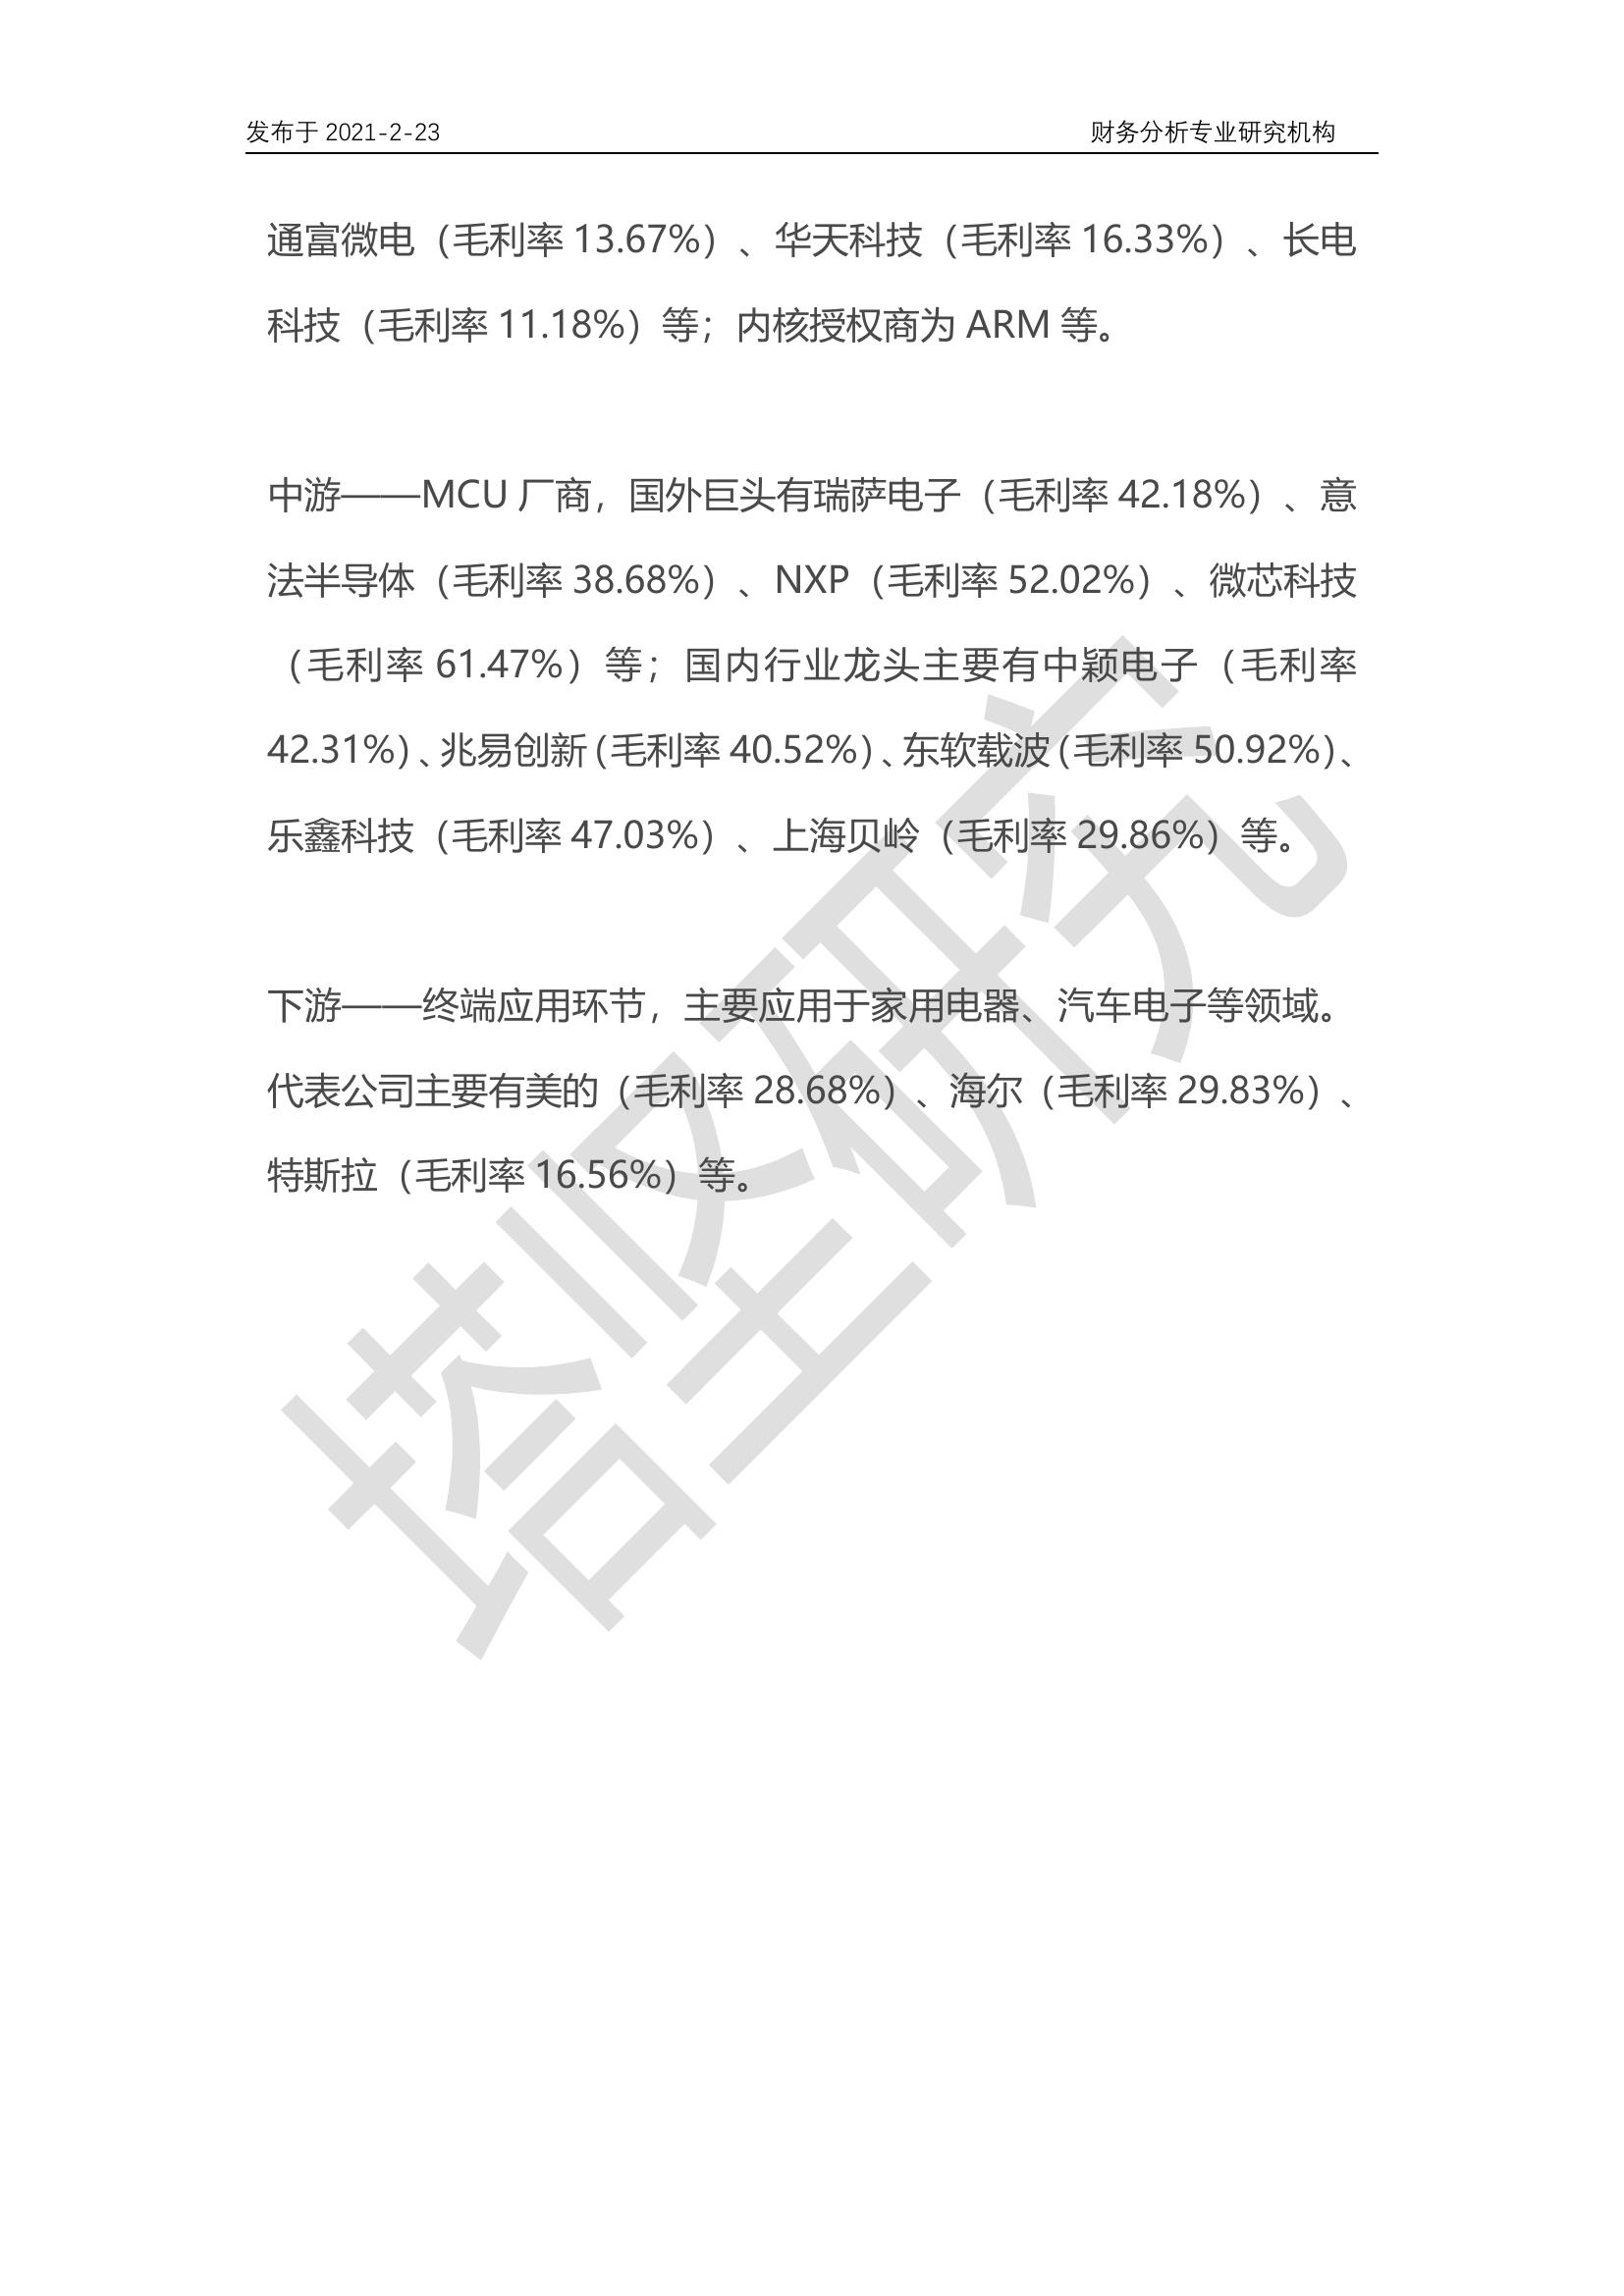 发布于 2021-2-23 财务分析专业研究机构
通富微电（毛利率 13.67%）、华天科技（毛利率 16.33%）、长电
科技（毛利率 11.18%）等；内核授权商为 ARM 等。
中游——MCU 厂商，国外巨头有瑞萨电子（毛利率 42.18%）、意
法半导体（毛利率 38.68%）、NXP（毛利率 52.02%）、微芯科技
（毛利率 61.47%）等；国内行业龙头主要有中颖电子（毛利率
42.31%）、兆易创新（毛利率 40.52%）、东软载波（毛利率 50.92%）、
乐鑫科技（毛利率 47.03%）、上海贝岭（毛利率 29.86%）等。
下游——终端应用环节，主要应用于家用电器、汽车电子等领域。
代表公司主要有美的（毛利率 28.68%）、海尔（毛利率 29.83%）、
特斯拉（毛利率 16.56%）等。
塔坚研究